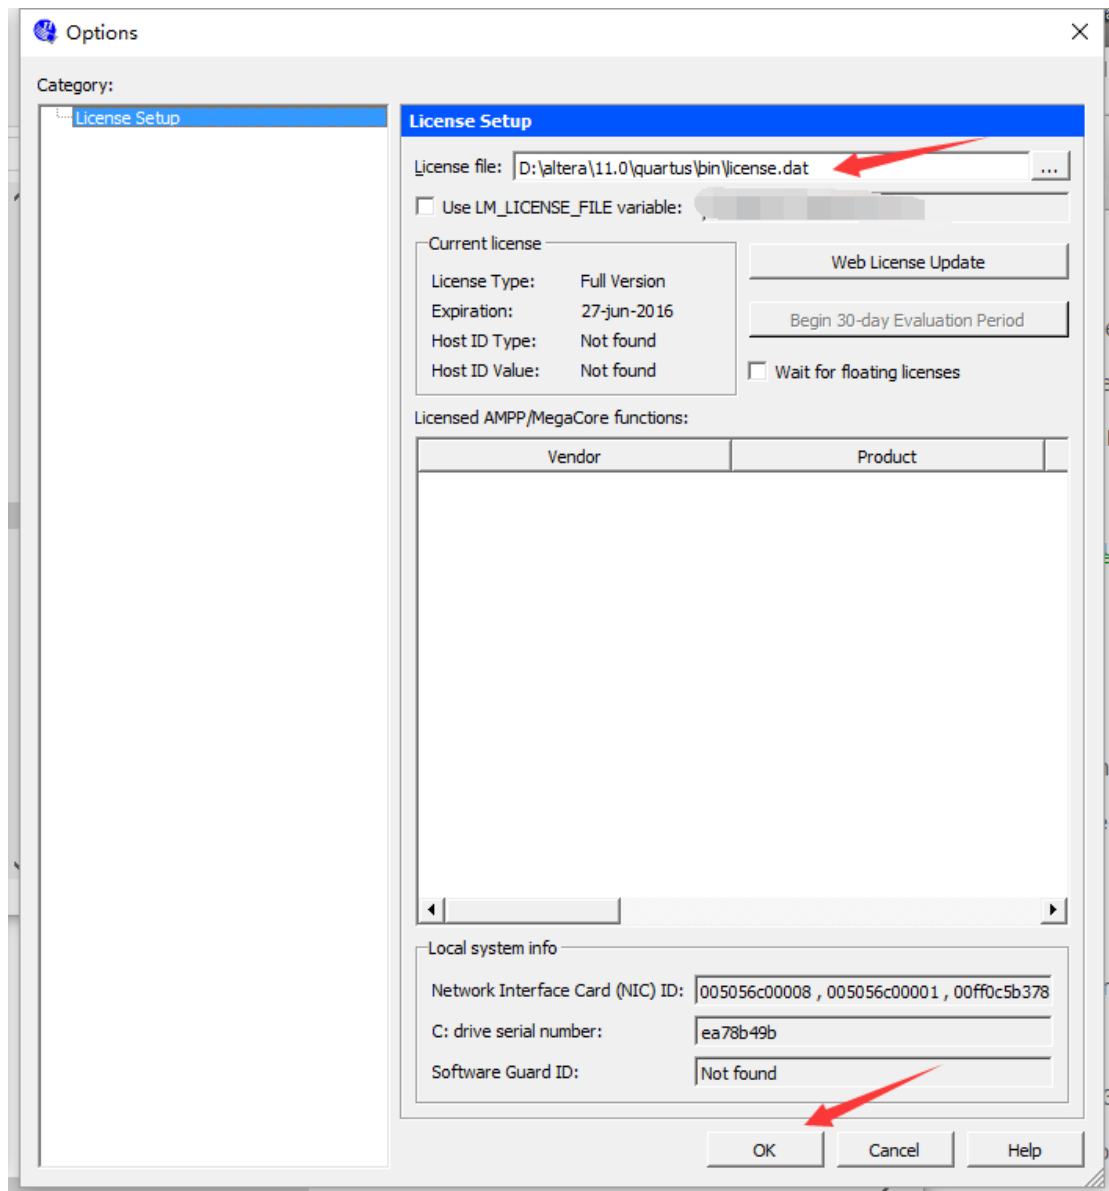 Options
Category:
License Setup
License Setup
License file: D:\altera\11.0\quartus\bin\license.dat ...
Use LM_LICENSE_FILE variable:
Current license
License Type: Full Version
Expiration: 27-jun-2016
Host ID Type: Not found
Host ID Value: Not found
Web License Update
Begin 30-day Evaluation Period
Wait for floating licenses
Licensed AMPP/MegaCore functions:
Vendor Product
Local system info
Network Interface Card (NIC) ID: 005056c00008 , 005056c00001 , 00ff0c5b378
C: drive serial number: ea78b49b
Software Guard ID: Not found
OK Cancel Help